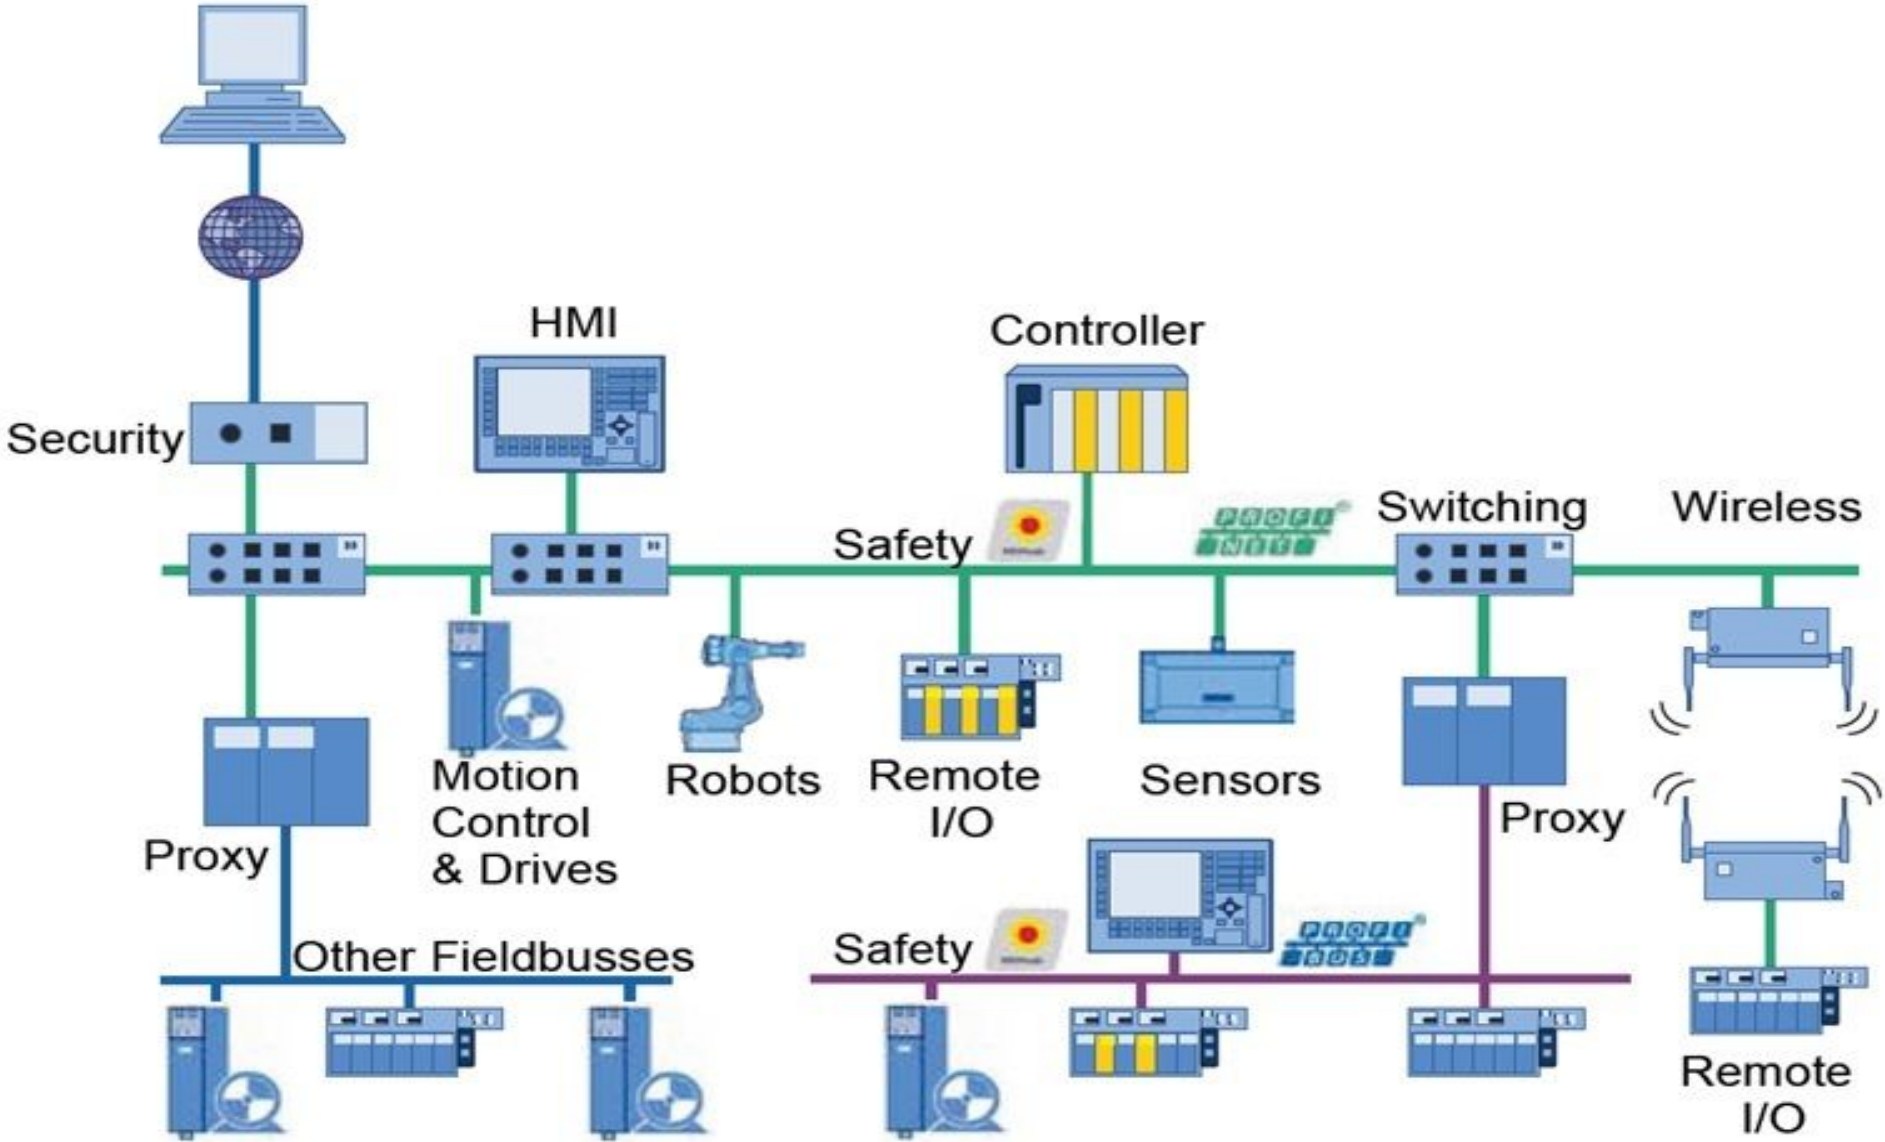 HMI
Controller
Security
Safety
PROFI
NET
Switching
Wireless
Motion
Control
& Drives
Robots
Remote
I/O
Sensors
Proxy
Proxy
Other Fieldbusses
Safety
PROFI
BUS
Remote
I/O